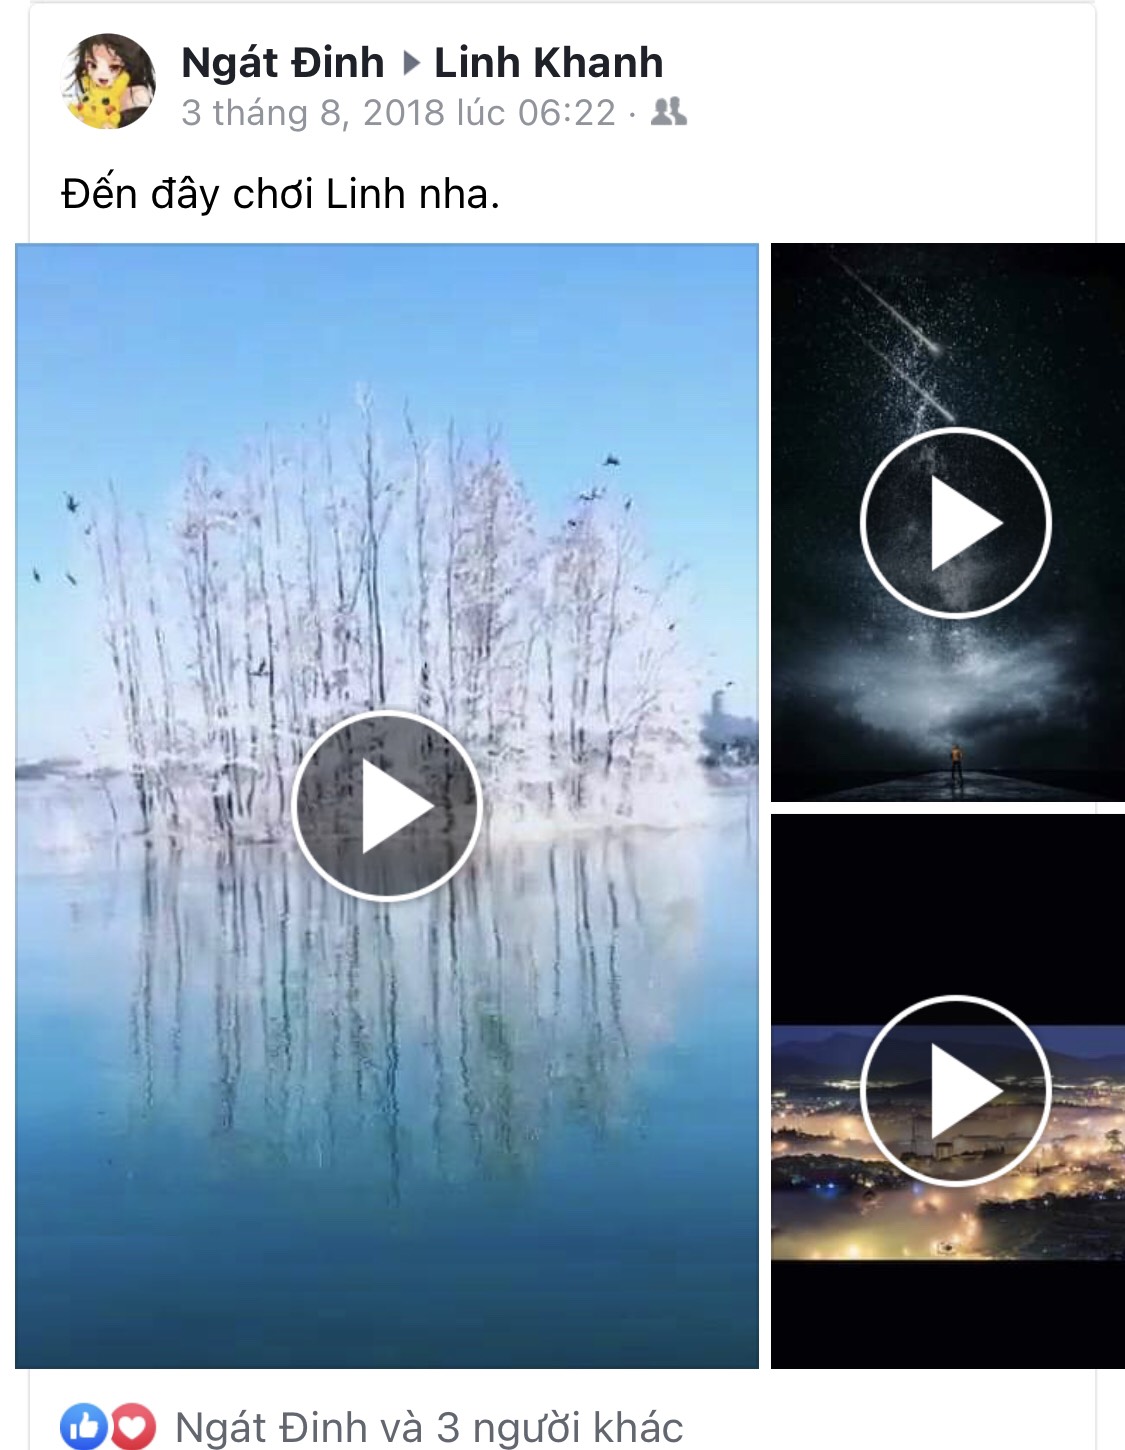 Ngát Đinh ▸ Linh Khanh
3 tháng 8, 2018 lúc 06:22 ·
Đến đây chơi Linh nha.
Ngát Đinh và 3 người khác